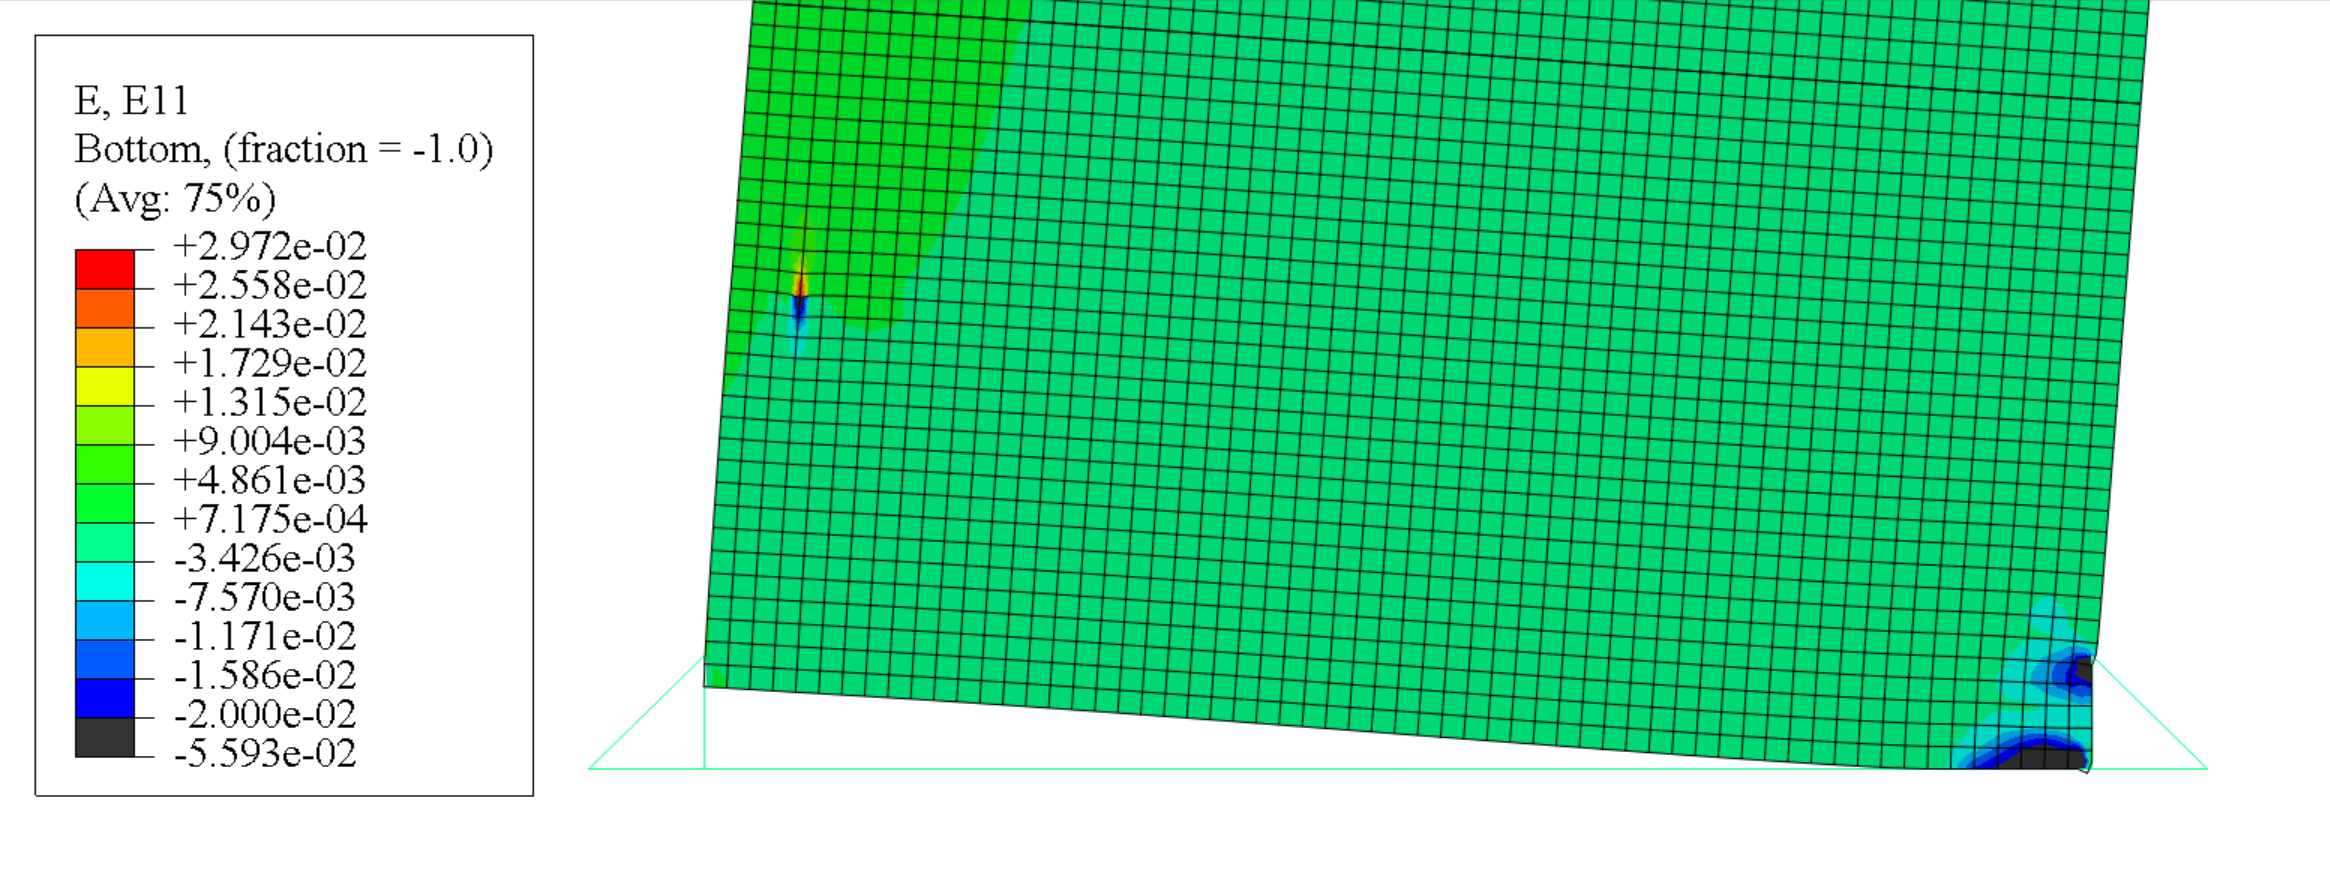 E, E11
Bottom, (fraction = -1.0)
(Avg: 75%)
+2.972e-02
+2.558e-02
+2.143e-02
+1.729e-02
+1.315e-02
+9.004e-03
+4.861e-03
+7.175e-04
-3.426e-03
-7.570e-03
-1.171e-02
-1.586e-02
-2.000e-02
-5.593e-02